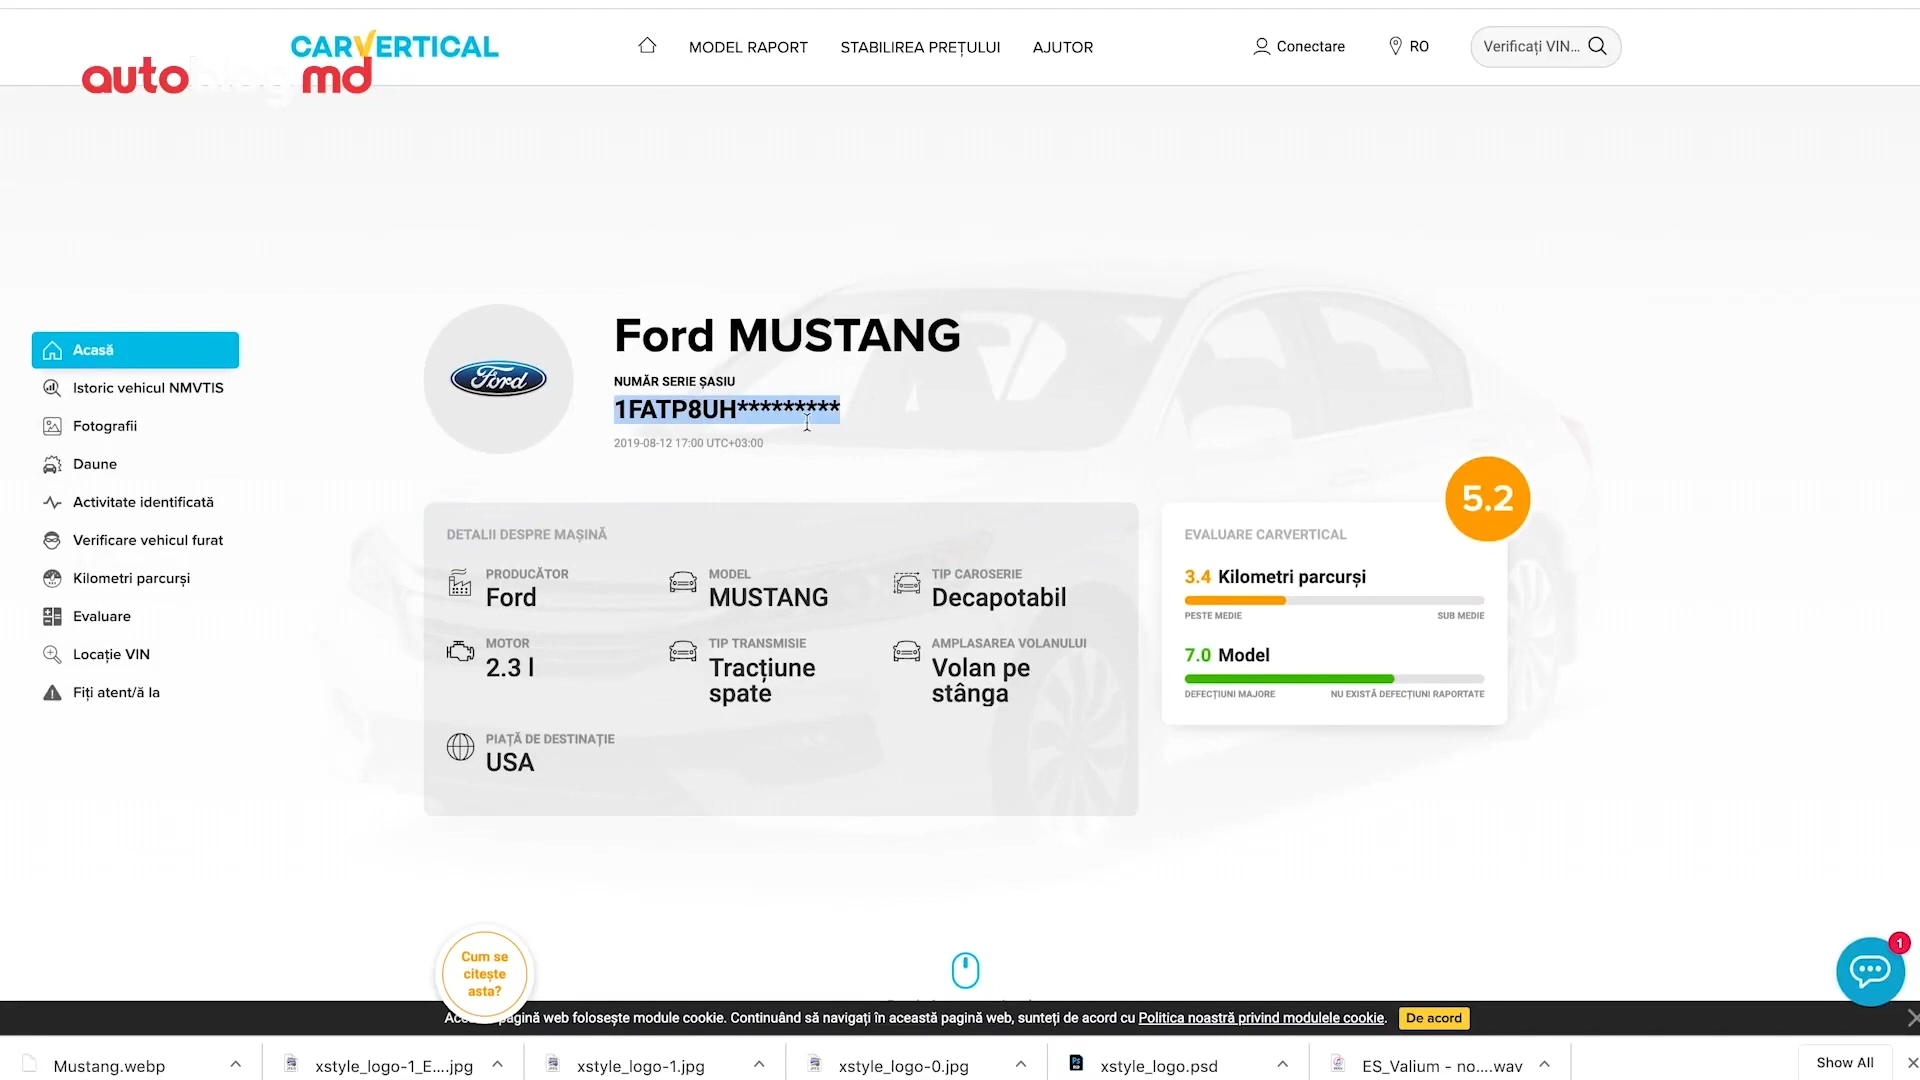 CARVERTICAL
autoblog.md
MODEL RAPORT
STABILIREA PREȚULUI
AJUTOR
Conectare
RO
Verificați VIN...
Ford MUSTANG
NUMĂR SERIE ȘASIU
1FATP8UH*********
2019-08-12 17:00 UTC+03:00
Acasă
Istoric vehicul NMVTIS
Fotografii
Daune
Activitate identificată
Verificare vehicul furat
Kilometri parcurși
Evaluare
Locație VIN
Fiți atent/ă la
Ford
DETALII DESPRE MAȘINĂ
PRODUCĂTOR
Ford
MODEL
MUSTANG
TIP CAROSERIE
Decapotabil
MOTOR
2.3 l
TIP TRANSMISIE
Tracțiune
spate
AMPLASAREA VOLANULUI
Volan pe
stânga
PIAȚĂ DE DESTINAȚIE
USA
5.2
EVALUARE CARVERTICAL
3.4 Kilometri parcurși
PESTE MEDIE
SUB MEDIE
7.0 Model
DEFECȚIUNI MAJORE
NU EXISTĂ DEFECȚIUNI RAPORTATE
Cum se
citește
asta?
1
pagină web folosește module cookie. Continuând să navigați în această pagină web, sunteți de acord cu Politica noastră privind modulele cookie.
De acord
Mustang.webp
xstyle_logo-1_E....jpg
xstyle_logo-1.jpg
xstyle_logo-0.jpg
xstyle_logo.psd
ES_Valium - no....wav
Show All